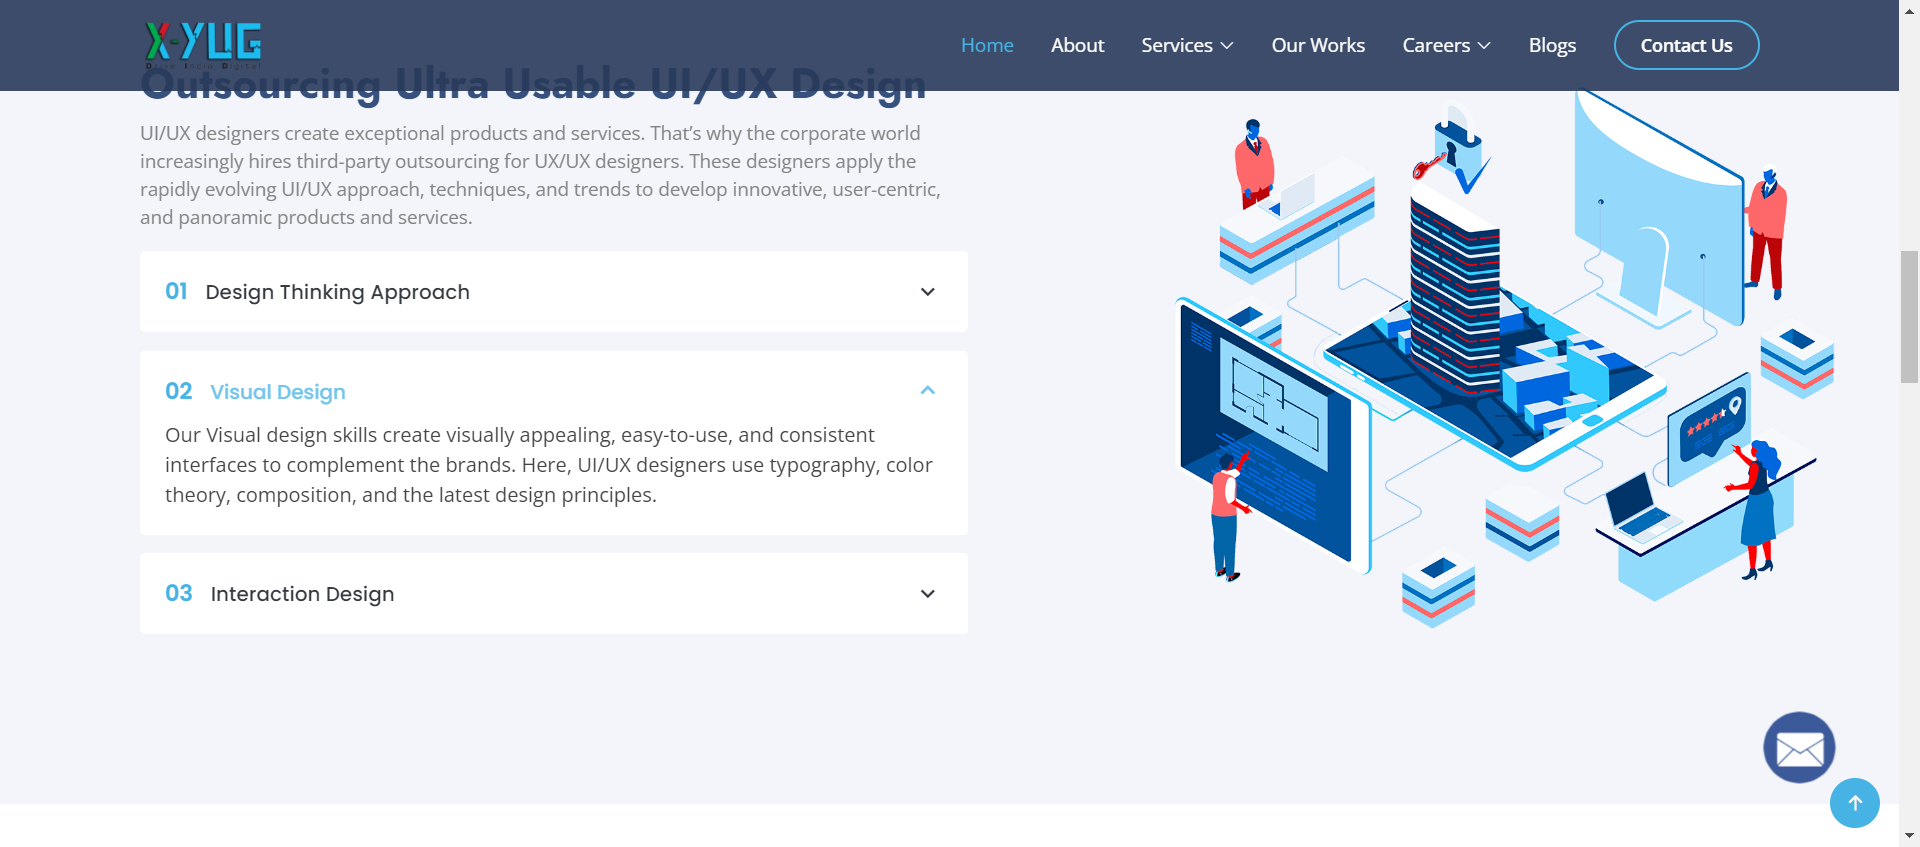 X-YUG
Home
About
Services
Our Works
Careers
Blogs
Contact Us
Outsourcing Ultra Usable UI/UX Design
UI/UX designers create exceptional products and services. That’s why the corporate world
increasingly hires third-party outsourcing for UX/UX designers. These designers apply the
rapidly evolving UI/UX approach, techniques, and trends to develop innovative, user-centric,
and panoramic products and services.
01 Design Thinking Approach
02 Visual Design
Our Visual design skills create visually appealing, easy-to-use, and consistent
interfaces to complement the brands. Here, UI/UX designers use typography, color
theory, composition, and the latest design principles.
03 Interaction Design